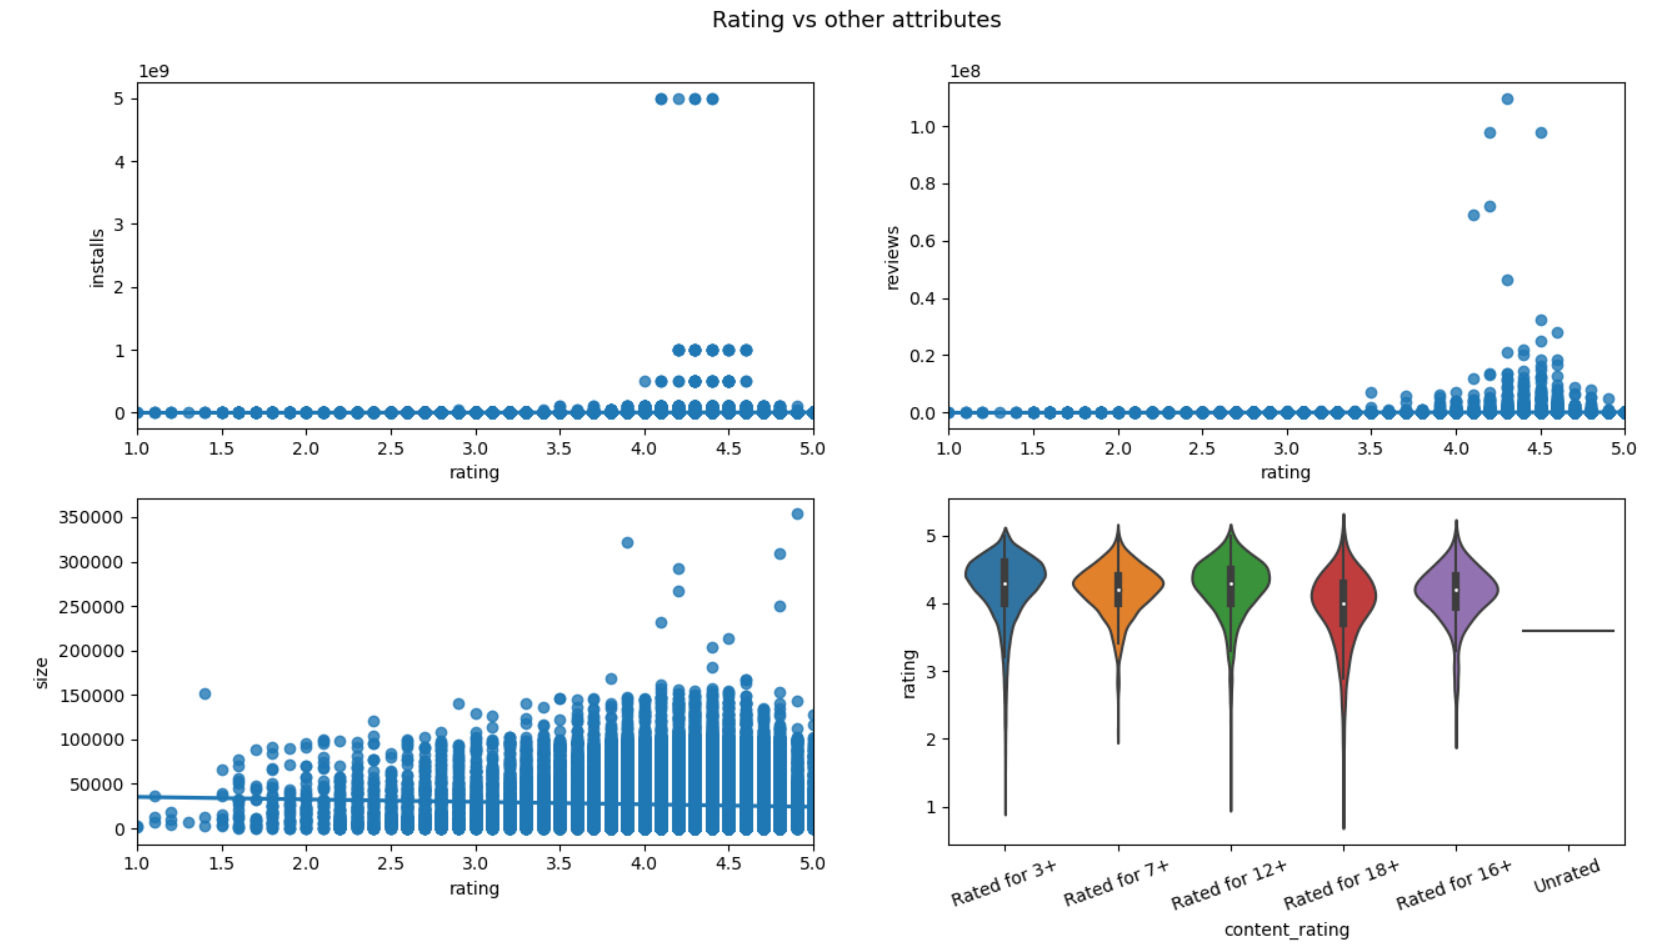 Rating vs other attributes
1e9
5
4
3
2
1
0
installs
1.0 1.5 2.0 2.5 3.0 3.5 4.0 4.5 5.0
rating
1e8
1.0
0.8
0.6
0.4
0.2
0.0
reviews
1.0 1.5 2.0 2.5 3.0 3.5 4.0 4.5 5.0
rating
350000
300000
250000
200000
150000
100000
50000
0
size
1.0 1.5 2.0 2.5 3.0 3.5 4.0 4.5 5.0
rating
5
4
3
2
1
rating
Rated for 3+ Rated for 7+ Rated for 12+ Rated for 18+ Rated for 16+ Unrated
content_rating